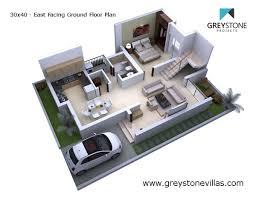 30x40 - East Facing Ground Floor Plan
GREYSTONE
PROJECTS
www.greystonevillas.com